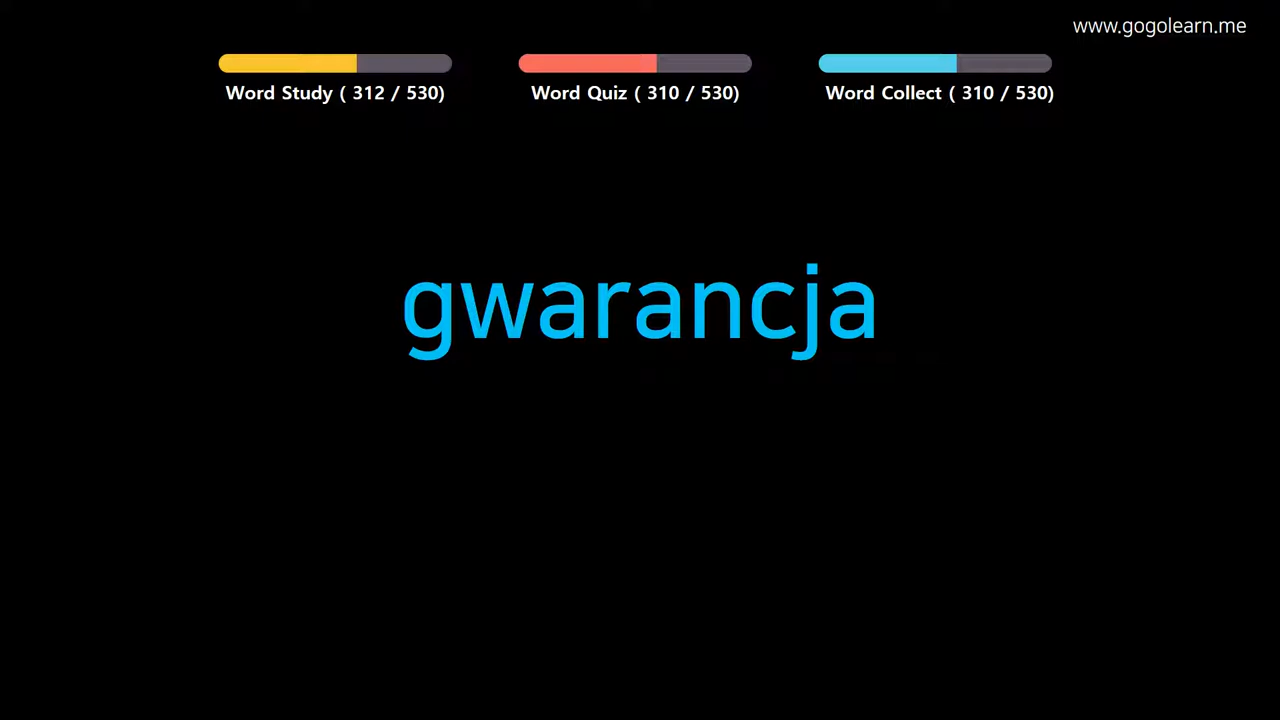 www.gogolearn.me
Word Study ( 312 / 530)
Word Quiz ( 310 / 530)
Word Collect ( 310 / 530)
gwarancja